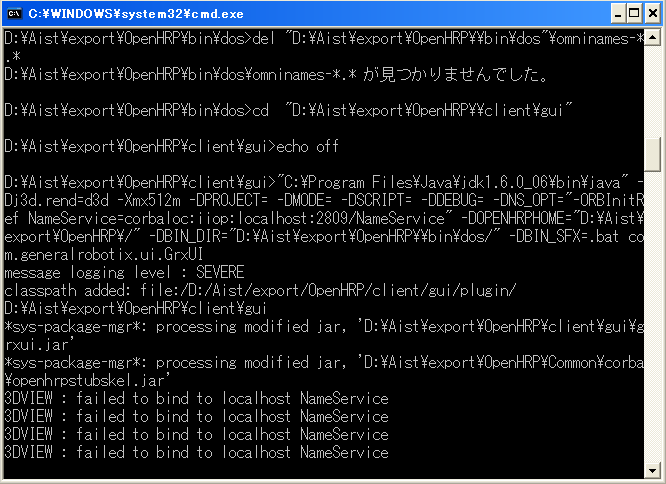 C:¥WINDOWS¥system32¥cmd.exe
D:¥Aist¥export¥OpenHRP¥bin¥dos>del "D:¥Aist¥export¥OpenHRP¥¥bin¥dos"¥omninames-*
.*
D:¥Aist¥export¥OpenHRP¥bin¥dos¥omninames-*.* が見つかりませんでした。
D:¥Aist¥export¥OpenHRP¥bin¥dos>cd  "D:¥Aist¥export¥OpenHRP¥¥client¥gui"
D:¥Aist¥export¥OpenHRP¥client¥gui>echo off
D:¥Aist¥export¥OpenHRP¥client¥gui>"C:¥Program Files¥Java¥jdk1.6.0_06¥bin¥java" -
Dj3d.rend=d3d -Xmx512m -DPROJECT= -DMODE= -DSCRIPT= -DDEBUG= -DNS_OPT="-ORBInitR
ef NameService=corbaloc:iiop:localhost:2809/NameService" -DOPENHRPHOME="D:¥Aist¥
export¥OpenHRP¥/" -DBIN_DIR="D:¥Aist¥export¥OpenHRP¥¥bin¥dos/" -DBIN_SFX=.bat co
m.generalrobotix.ui.GrxUI
message logging level : SEVERE
classpath added: file:/D:/Aist/export/OpenHRP/client/gui/plugin/
D:¥Aist¥export¥OpenHRP¥client¥gui
*sys-package-mgr*: processing modified jar, 'D:¥Aist¥export¥OpenHRP¥client¥gui¥g
rxui.jar'
*sys-package-mgr*: processing modified jar, 'D:¥Aist¥export¥OpenHRP¥Common¥corba
¥openhrpstubskel.jar'
3DVIEW : failed to bind to localhost NameService
3DVIEW : failed to bind to localhost NameService
3DVIEW : failed to bind to localhost NameService
3DVIEW : failed to bind to localhost NameService